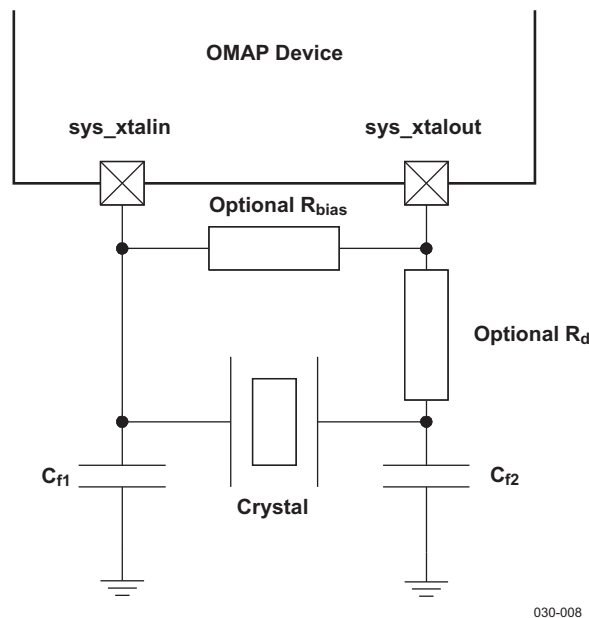 OMAP Device
sys_xtalin
sys_xtalout
Optional Rbias
Optional Rd
Cf1
Cf2
Crystal
030-008